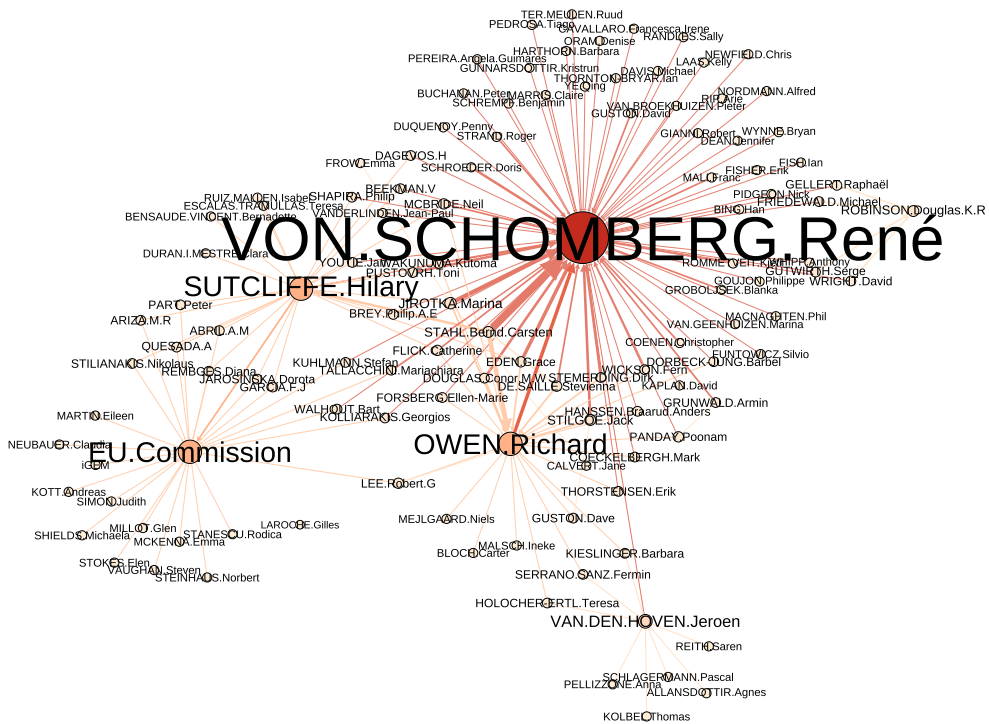 TER.MEULEN.Ruud
PEDROSA.Tiago
CAVALLARO.Francesca.Irene
RANDLES.Sally
ORAM.Denise
HARTHORN.Barbara
NEWFIELD.Chris
PEREIRA.Angela.Guimares
LAAS.Kelly
GUNNARSDOTTIR.Kristrun
DAVIS.Michael
THORNTON.BRYAR.Ian
YE.Qing
BUCHANAN.Peter
MARRIS.Claire
NORDMANN.Alfred
RIP.Arie
SCHREMPF.Benjamin
VAN.BROEKHUIZEN.Pieter
GUSTON.David
DUQUENOY.Penny
STRAND.Roger
GIANNI.Robert
WYNNE.Bryan
DEAN.Jennifer
DAGEVOS.H
FROW.Emma
FISH.Ian
SCHROEDER.Doris
FISHER.Erik
MALI.Franc
GELLERT.Raphaël
BEEKMAN.V
PIDGEON.Nick
RUIZ.MALLEN.Isabel
SHAPIRA.Philip
FRIEDEWALD.Michael
ESCALAS.TRAMULLAS.Teresa
MCBRIDE.Neil
BING.Han
ROBINSON.Douglas.K.R
BENSAUDE.VINCENT.Bernadette
VANDERLINDEN.Jean-Paul
VON.SCHOMBERG.René
DURAN.I.MESTRE.Clara
WAKUNUMA.Kutoma
PUSTOVRH.Toni
GUTWIRTH.Serge
GOUJON.Philippe
WRIGHT.David
SUTCLIFFE.Hilary
GROBOLJSEK.Blanka
PART.Peter
JIROTKA.Marina
BREY.Philip.A.E
MACNAGHTEN.Phil
ARIZA.M.R
VAN.GEENHUIZEN.Marina
ABRIL.A.M
STAHL.Bernd.Carsten
QUESADA.A
COENEN.Christopher
FLICK.Catherine
FUNTOWICZ.Silvio
STILIANAKIS.Nikolaus
KUHLMANN.Stefan
EDEN.Grace
DORBECK-JUNG.Barbel
REMBGES.Diana
TALLACCHINI.Mariachiara
WICKSON.Fern
JAROSINSKA.Dorota
DOUGLAS.Conor.M.W
STEMERDING.Dirk
GARCIA.F.J
DE.SAILLE.Stevienna
KAPLAN.David
FORSBERG.Ellen-Marie
GRUNWALD.Armin
WALHOUT.Bart
HANSSEN.Braarud.Anders
MARTIN.Eileen
KOLLIARAKIS.Georgios
STILGOE.Jack
NEUBAUER.Claudia
EU.Commission
OWEN.Richard
PANDAY.Poonam
COECKELBERGH.Mark
iGEM
CALVERT.Jane
LEE.Robert.G
KOTT.Andreas
THORSTENSEN.Erik
SIMON.Judith
MEJLGAARD.Niels
GUSTON.Dave
LAROCHE.Gilles
MILLOT.Glen
SHIELDS.Michaela
STANESCU.Rodica
MCKENNA.Emma
MALSCH.Ineke
BLOCH.Carter
KIESLINGER.Barbara
STOKES.Elen
VAUGHAN.Steven
STEINHAUS.Norbert
SERRANO.SANZ.Fermin
HOLOCHER-ERTL.Teresa
VAN.DEN.HOVEN.Jeroen
REITH.Saren
SCHLAGERMANN.Pascal
PELLIZZONE.Anna
ALLANSDOTTIR.Agnes
KOLBEL.Thomas